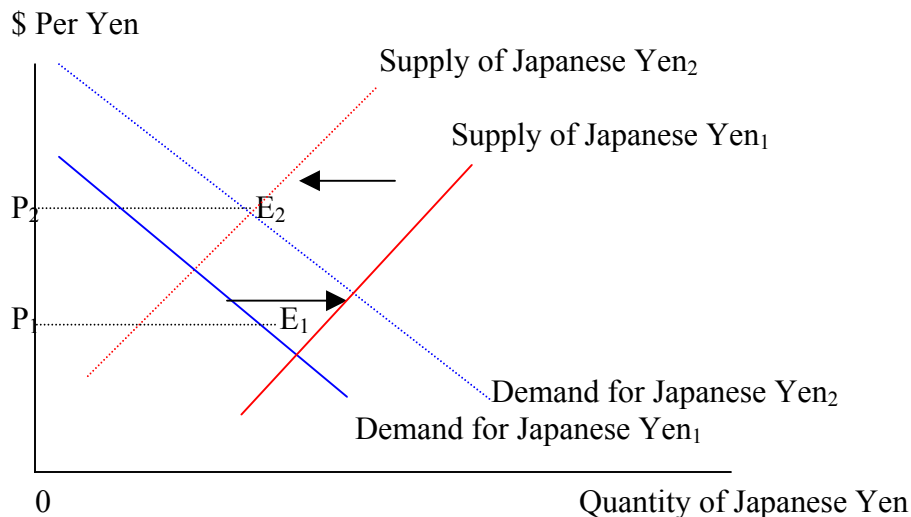 $ Per Yen
Supply of Japanese Yen₂
Supply of Japanese Yen₁
P₂
E₂
P₁
E₁
Demand for Japanese Yen₂
Demand for Japanese Yen₁
0
Quantity of Japanese Yen